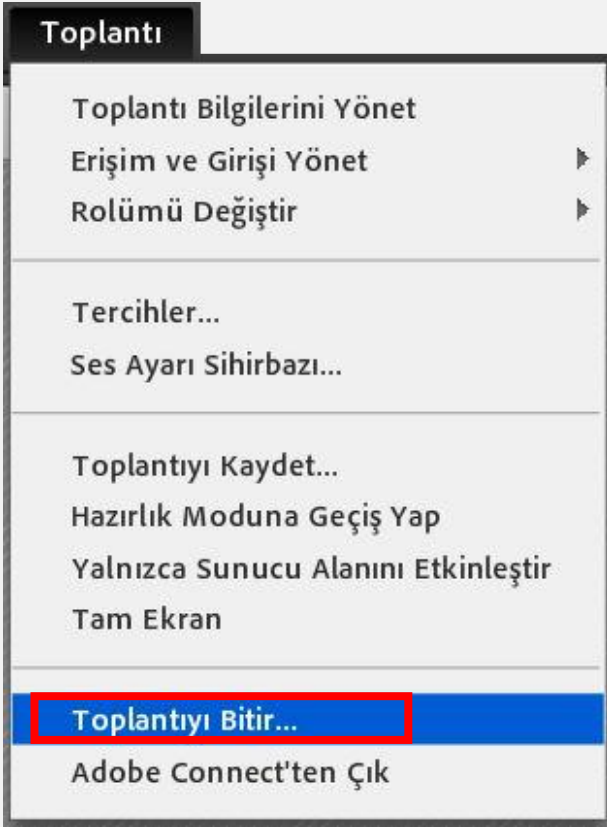 Toplantı
Toplantı Bilgilerini Yönet
Erişim ve Girişi Yönet
Rolümü Değiştir
Tercihler...
Ses Ayarı Sihirbazı...
Toplantıyı Kaydet...
Hazırlık Moduna Geçiş Yap
Yalnızca Sunucu Alanını Etkinleştir
Tam Ekran
Toplantıyı Bitir...
Adobe Connect'ten Çık